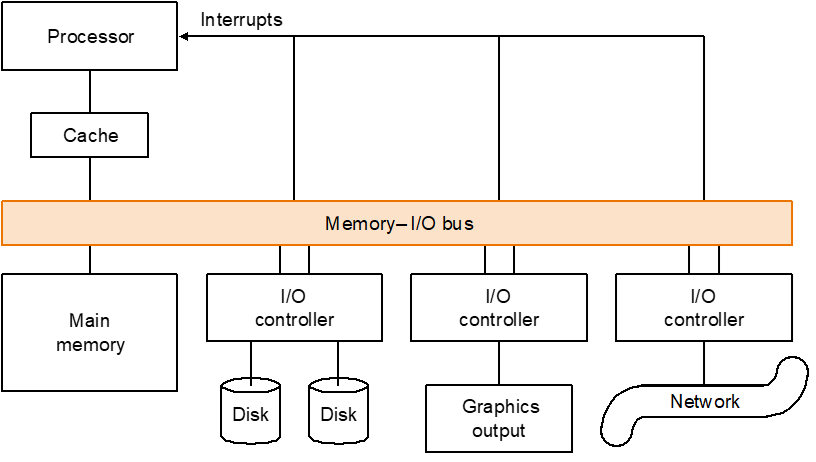 Interrupts
Processor
Cache
Memory–I/O bus
Main
memory
I/O
controller
I/O
controller
I/O
controller
Disk
Disk
Graphics
output
Network